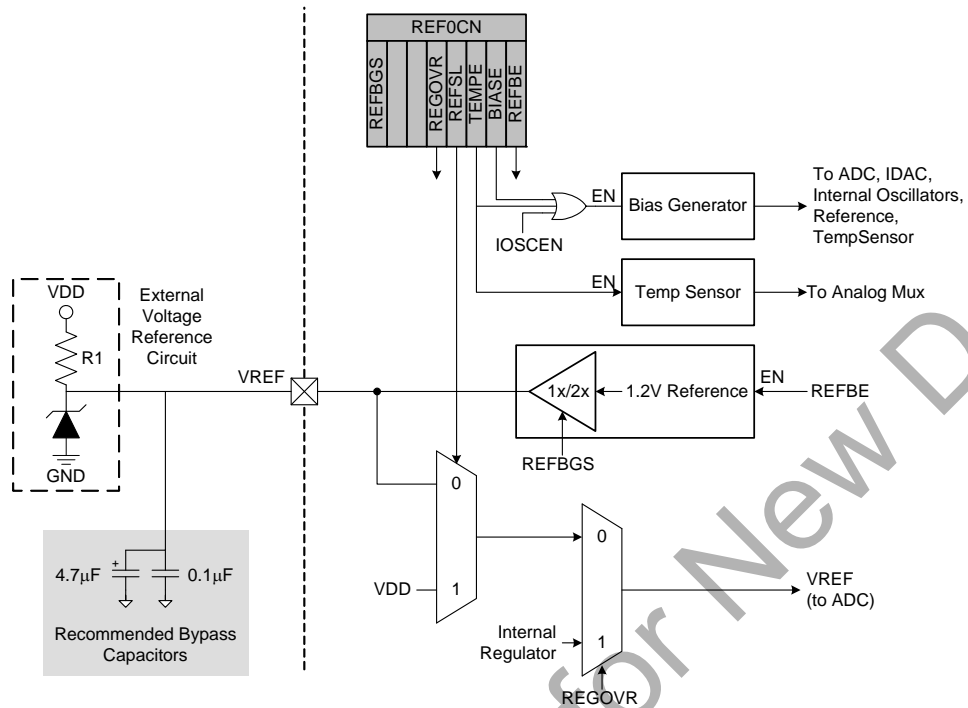 REF0CN
REFBGS
REGOVR
REFSL
TEMPE
BIASE
REFBE
EN
Bias Generator
To ADC, IDAC,
Internal Oscillators,
Reference,
TempSensor
IOSCEN
EN
Temp Sensor
To Analog Mux
VDD
R1
GND
External
Voltage
Reference
Circuit
VREF
1x/2x
1.2V Reference
EN
REFBE
REFBGS
0
VDD
1
0
Internal
Regulator
1
REGOVR
VREF
(to ADC)
4.7μF
+
0.1μF
Recommended Bypass
Capacitors
for New D